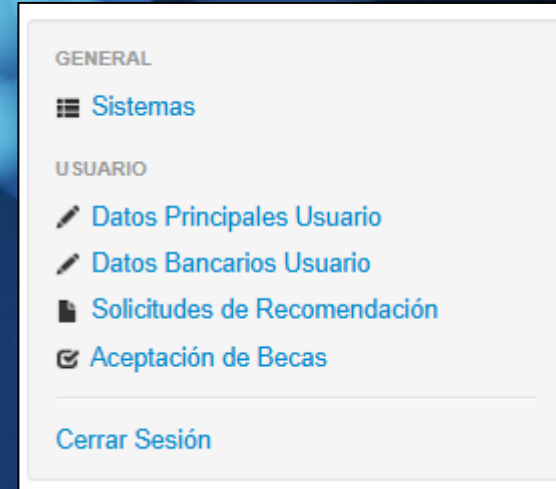 GENERAL
Sistemas
USUARIO
Datos Principales Usuario
Datos Bancarios Usuario
Solicitudes de Recomendación
Aceptación de Becas
Cerrar Sesión